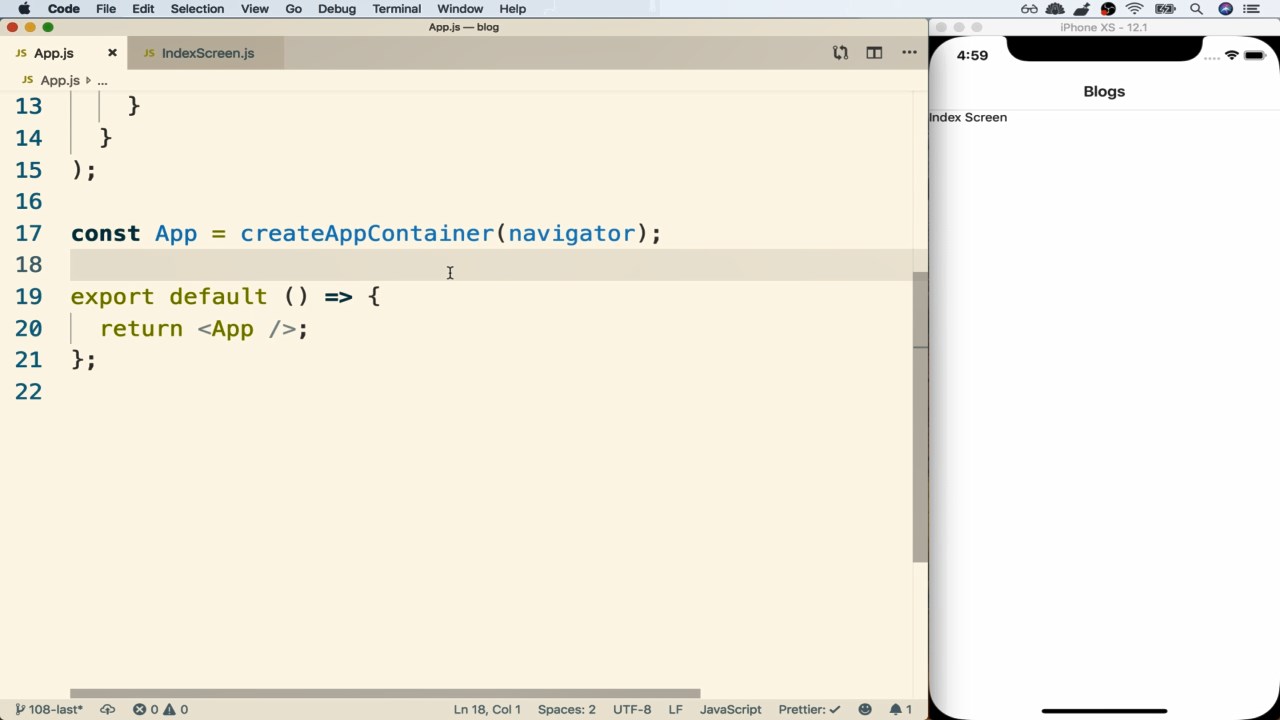 Code File Edit Selection View Go Debug Terminal Window Help
App.js — blog
JS App.js × JS IndexScreen.js ...
JS App.js ...
13 }
14 }
15 );
16
17 const App = createAppContainer(navigator);
18
19 export default () => {
20 return <App />;
21 };
22
108-last* 0 0 Ln 18, Col 1 Spaces: 2 UTF-8 LF JavaScript Prettier: ✓ 1
iPhone XS - 12.1
4:59
Blogs
Index Screen